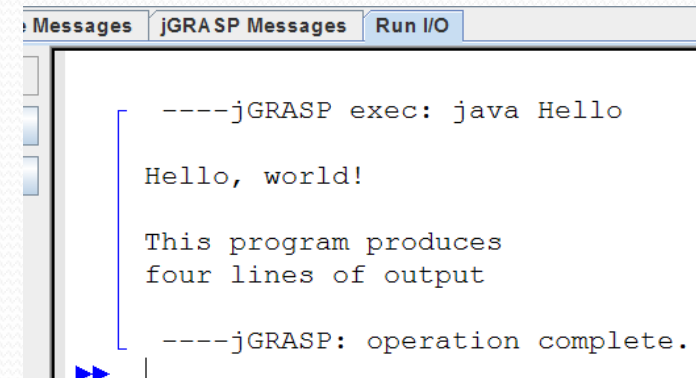 Messages jGRASP Messages Run I/O
----jGRASP exec: java Hello
Hello, world!
This program produces
four lines of output
----jGRASP: operation complete.